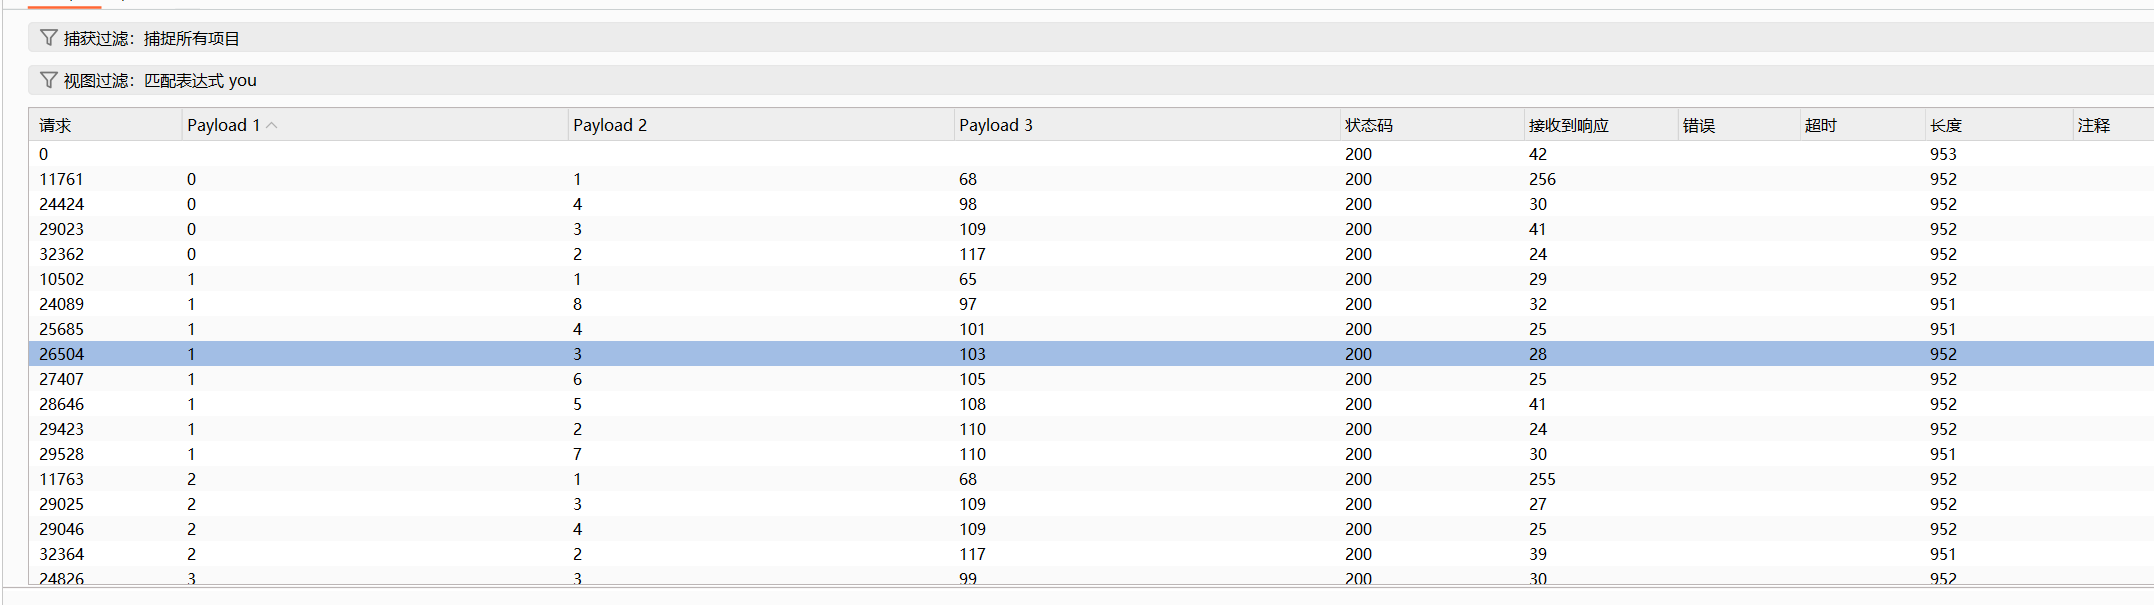 捕获过滤：捕捉所有项目
视图过滤：匹配表达式 you
请求 Payload 1 Payload 2 Payload 3 状态码 接收到响应 错误 超时 长度 注释
0 200 42 953
11761 0 1 68 200 256 952
24424 0 4 98 200 30 952
29023 0 3 109 200 41 952
32362 0 2 117 200 24 952
10502 1 1 65 200 29 952
24089 1 8 97 200 32 951
25685 1 4 101 200 25 951
26504 1 3 103 200 28 952
27407 1 6 105 200 25 952
28646 1 5 108 200 41 952
29423 1 2 110 200 24 952
29528 1 7 110 200 30 951
11763 2 1 68 200 255 952
29025 2 3 109 200 27 952
29046 2 4 109 200 25 952
32364 2 2 117 200 39 951
24826 3 3 99 200 30 952